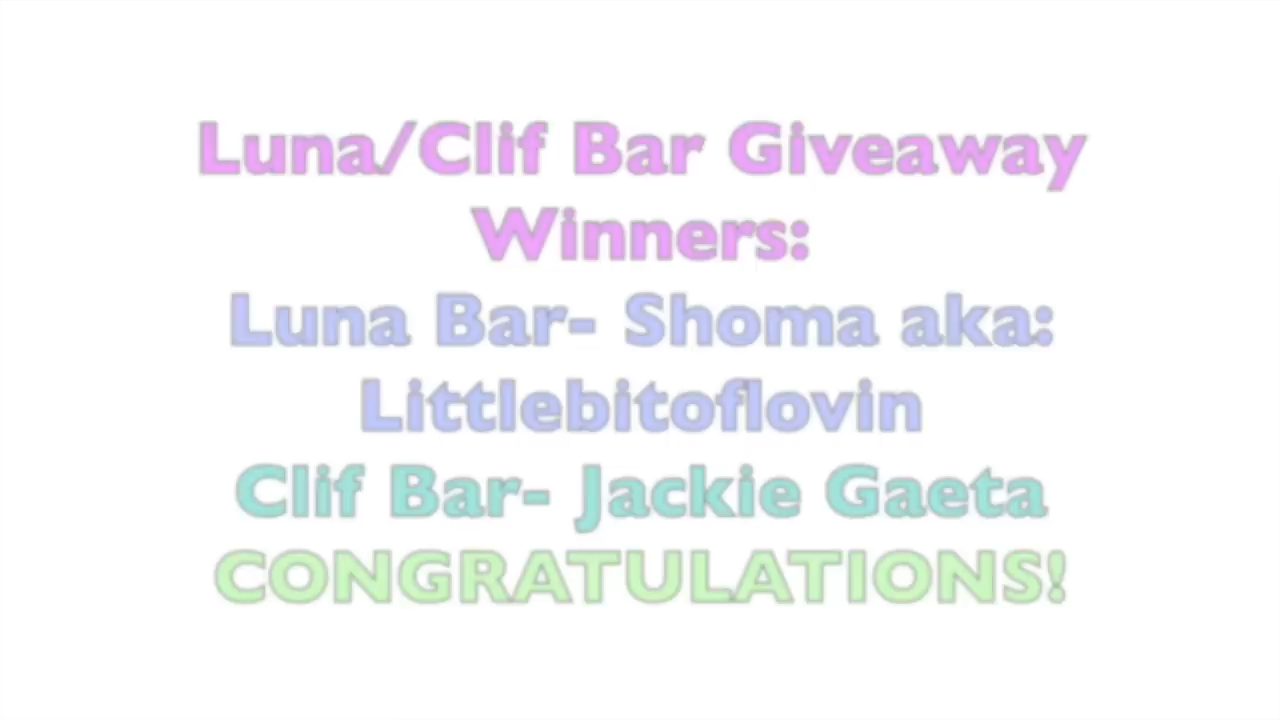 Luna/Clif Bar Giveaway
Winners:
Luna Bar- Shoma aka:
Littlebitoflovin
Clif Bar- Jackie Gaeta
CONGRATULATIONS!